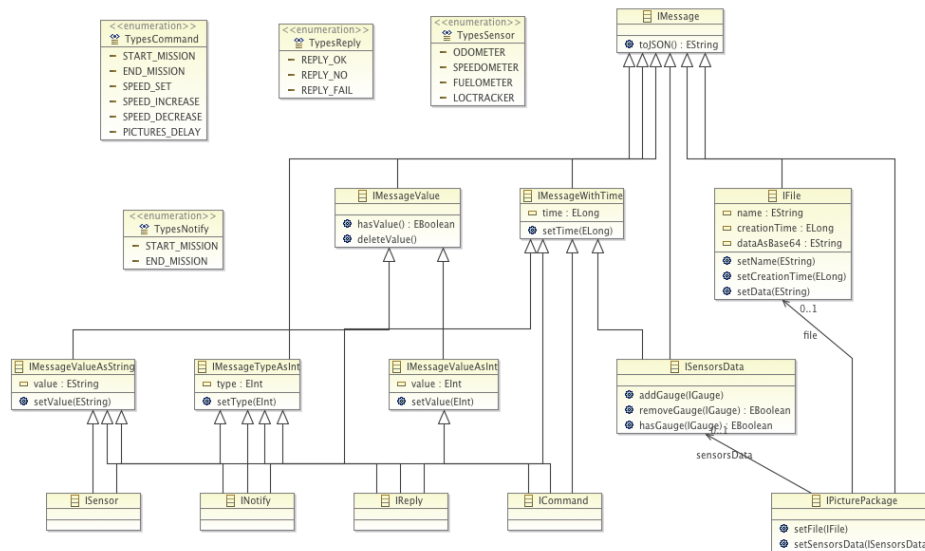 <<enumeration>>
TypesCommand
START_MISSION
END_MISSION
SPEED_SET
SPEED_INCREASE
SPEED_DECREASE
PICTURES_DELAY
<<enumeration>>
TypesReply
REPLY_OK
REPLY_NO
REPLY_FAIL
<<enumeration>>
TypesSensor
ODOMETER
SPEEDOMETER
FUELOMETER
LOCTRACKER
IMessage
toJSON() : EString
<<enumeration>>
TypesNotify
START_MISSION
END_MISSION
IMessageValue
hasValue() : EBoolean
deleteValue()
IMessageWithTime
time : ELong
setTime(ELong)
IFile
name : EString
creationTime : ELong
dataAsBase64 : EString
setName(EString)
setCreationTime(ELong)
setData(EString)
0..1
file
IMessageValueAsString
value : EString
setValue(EString)
IMessageTypeAsInt
type : EInt
setType(EInt)
IMessageValueAsInt
value : EInt
setValue(EInt)
ISensorsData
addGauge(IGauge)
removeGauge(IGauge) : EBoolean
hasGauge(IGauge) : EBoolean
0..1
sensorsData
ISensor
INotify
IReply
ICommand
IPicturePackage
setFile(IFile)
setSensorsData(ISensorsData